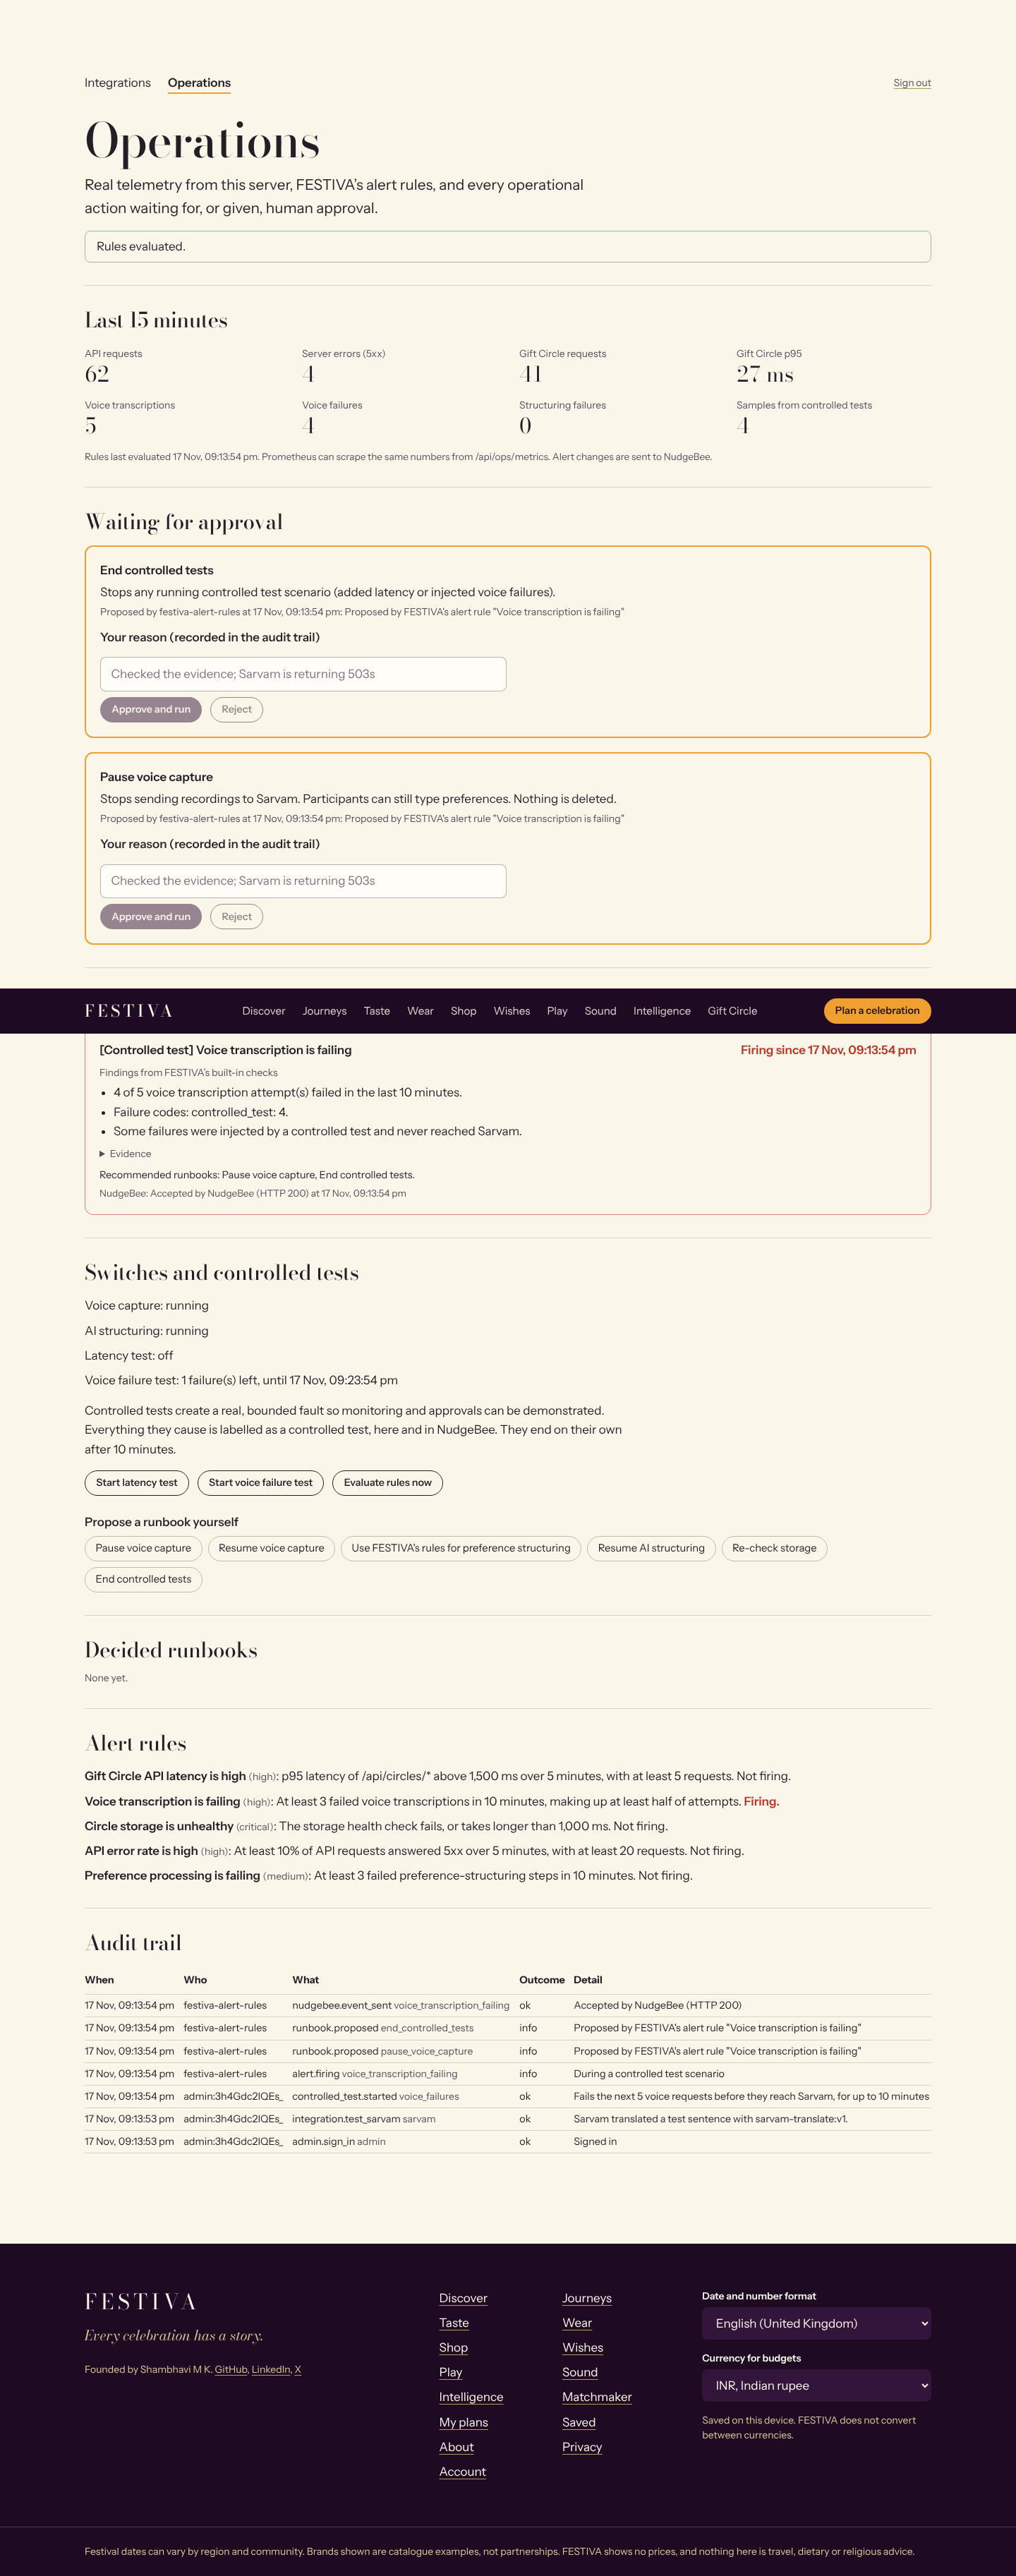 Integrations Operations Sign out
Operations
Real telemetry from this server, FESTIVA's alert rules, and every operational
action waiting for, or given, human approval.
Rules evaluated.
Last 15 minutes
API requests Server errors (5xx) Gift Circle requests Gift Circle p95
62 4 41 27 ms
Voice transcriptions Voice failures Structuring failures Samples from controlled tests
5 4 0 4
Rules last evaluated 17 Nov, 09:13:54 pm. Prometheus can scrape the same numbers from /api/ops/metrics. Alert changes are sent to NudgeBee.
Waiting for approval
End controlled tests
Stops any running controlled test scenario (added latency or injected voice failures).
Proposed by festiva-alert-rules at 17 Nov, 09:13:54 pm: Proposed by FESTIVA's alert rule "Voice transcription is failing"
Your reason (recorded in the audit trail)
Checked the evidence; Sarvam is returning 503s
Approve and run Reject
Pause voice capture
Stops sending recordings to Sarvam. Participants can still type preferences. Nothing is deleted.
Proposed by festiva-alert-rules at 17 Nov, 09:13:54 pm: Proposed by FESTIVA's alert rule "Voice transcription is failing"
Your reason (recorded in the audit trail)
Checked the evidence; Sarvam is returning 503s
Approve and run Reject
FESTIVA Discover Journeys Taste Wear Shop Wishes Play Sound Intelligence Gift Circle Plan a celebration
[Controlled test] Voice transcription is failing Firing since 17 Nov, 09:13:54 pm
Findings from FESTIVA's built-in checks
• 4 of 5 voice transcription attempt(s) failed in the last 10 minutes.
• Failure codes: controlled_test: 4.
• Some failures were injected by a controlled test and never reached Sarvam.
▶ Evidence
Recommended runbooks: Pause voice capture, End controlled tests.
NudgeBee: Accepted by NudgeBee (HTTP 200) at 17 Nov, 09:13:54 pm
Switches and controlled tests
Voice capture: running
AI structuring: running
Latency test: off
Voice failure test: 1 failure(s) left, until 17 Nov, 09:23:54 pm
Controlled tests create a real, bounded fault so monitoring and approvals can be demonstrated.
Everything they cause is labelled as a controlled test, here and in NudgeBee. They end on their own
after 10 minutes.
Start latency test Start voice failure test Evaluate rules now
Propose a runbook yourself
Pause voice capture Resume voice capture Use FESTIVA's rules for preference structuring Resume AI structuring Re-check storage
End controlled tests
Decided runbooks
None yet.
Alert rules
Gift Circle API latency is high (high): p95 latency of /api/circles/* above 1,500 ms over 5 minutes, with at least 5 requests. Not firing.
Voice transcription is failing (high): At least 3 failed voice transcriptions in 10 minutes, making up at least half of attempts. Firing.
Circle storage is unhealthy (critical): The storage health check fails, or takes longer than 1,000 ms. Not firing.
API error rate is high (high): At least 10% of API requests answered 5xx over 5 minutes, with at least 20 requests. Not firing.
Preference processing is failing (medium): At least 3 failed preference-structuring steps in 10 minutes. Not firing.
Audit trail
When Who What Outcome Detail
17 Nov, 09:13:54 pm festiva-alert-rules nudgebee.event_sent voice_transcription_failing ok Accepted by NudgeBee (HTTP 200)
17 Nov, 09:13:54 pm festiva-alert-rules runbook.proposed end_controlled_tests info Proposed by FESTIVA's alert rule "Voice transcription is failing"
17 Nov, 09:13:54 pm festiva-alert-rules runbook.proposed pause_voice_capture info Proposed by FESTIVA's alert rule "Voice transcription is failing"
17 Nov, 09:13:54 pm festiva-alert-rules alert.firing voice_transcription_failing info During a controlled test scenario
17 Nov, 09:13:54 pm admin:3h4Gdc2IQEs_ controlled_test.started voice_failures ok Fails the next 5 voice requests before they reach Sarvam, for up to 10 minutes
17 Nov, 09:13:53 pm admin:3h4Gdc2IQEs_ integration.test_sarvam sarvam ok Sarvam translated a test sentence with sarvam-translate:v1.
17 Nov, 09:13:53 pm admin:3h4Gdc2IQEs_ admin.sign_in admin ok Signed in
FESTIVA
Every celebration has a story.
Founded by Shambhavi M K. GitHub, LinkedIn, X
Discover Journeys
Taste Wear
Shop Wishes
Play Sound
Intelligence Matchmaker
My plans Saved
About Privacy
Account
Date and number format
English (United Kingdom)
Currency for budgets
INR, Indian rupee
Saved on this device. FESTIVA does not convert
between currencies.
Festival dates can vary by region and community. Brands shown are catalogue examples, not partnerships. FESTIVA shows no prices, and nothing here is travel, dietary or religious advice.